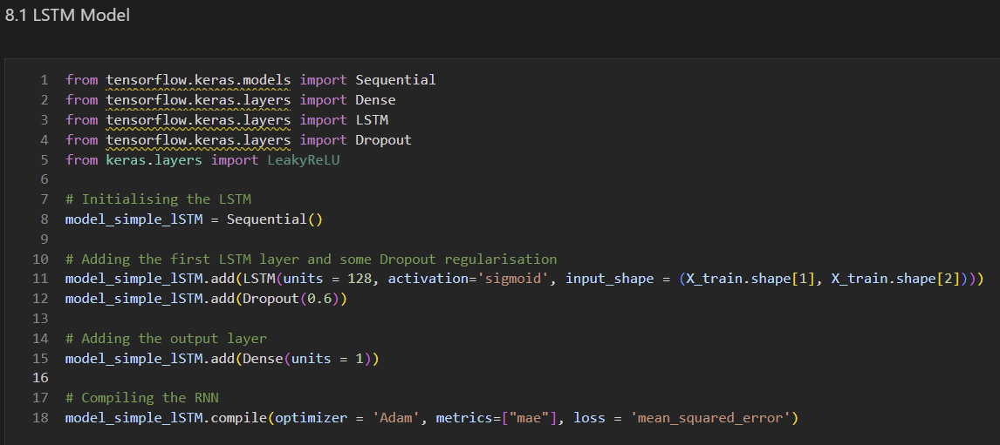 8.1 LSTM Model
1 from tensorflow.keras.models import Sequential
2 from tensorflow.keras.layers import Dense
3 from tensorflow.keras.layers import LSTM
4 from tensorflow.keras.layers import Dropout
5 from keras.layers import LeakyReLU
6
7 # Initialising the LSTM
8 model_simple_lSTM = Sequential()
9
10 # Adding the first LSTM layer and some Dropout regularisation
11 model_simple_lSTM.add(LSTM(units = 128, activation='sigmoid', input_shape = (X_train.shape[1], X_train.shape[2])))
12 model_simple_lSTM.add(Dropout(0.6))
13
14 # Adding the output layer
15 model_simple_lSTM.add(Dense(units = 1))
16
17 # Compiling the RNN
18 model_simple_lSTM.compile(optimizer = 'Adam', metrics=["mae"], loss = 'mean_squared_error')